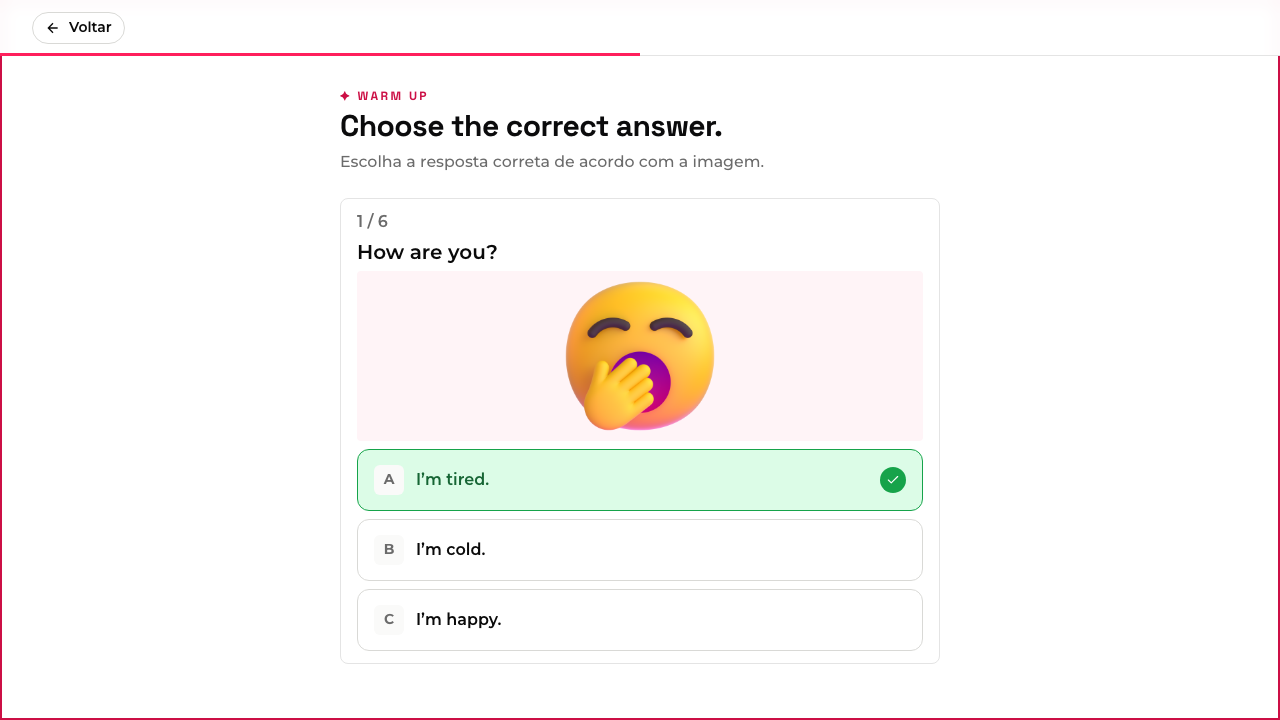 Voltar
WARM UP
Choose the correct answer.
Escolha a resposta correta de acordo com a imagem.
1 / 6
How are you?
A I’m tired.
B I’m cold.
C I’m happy.